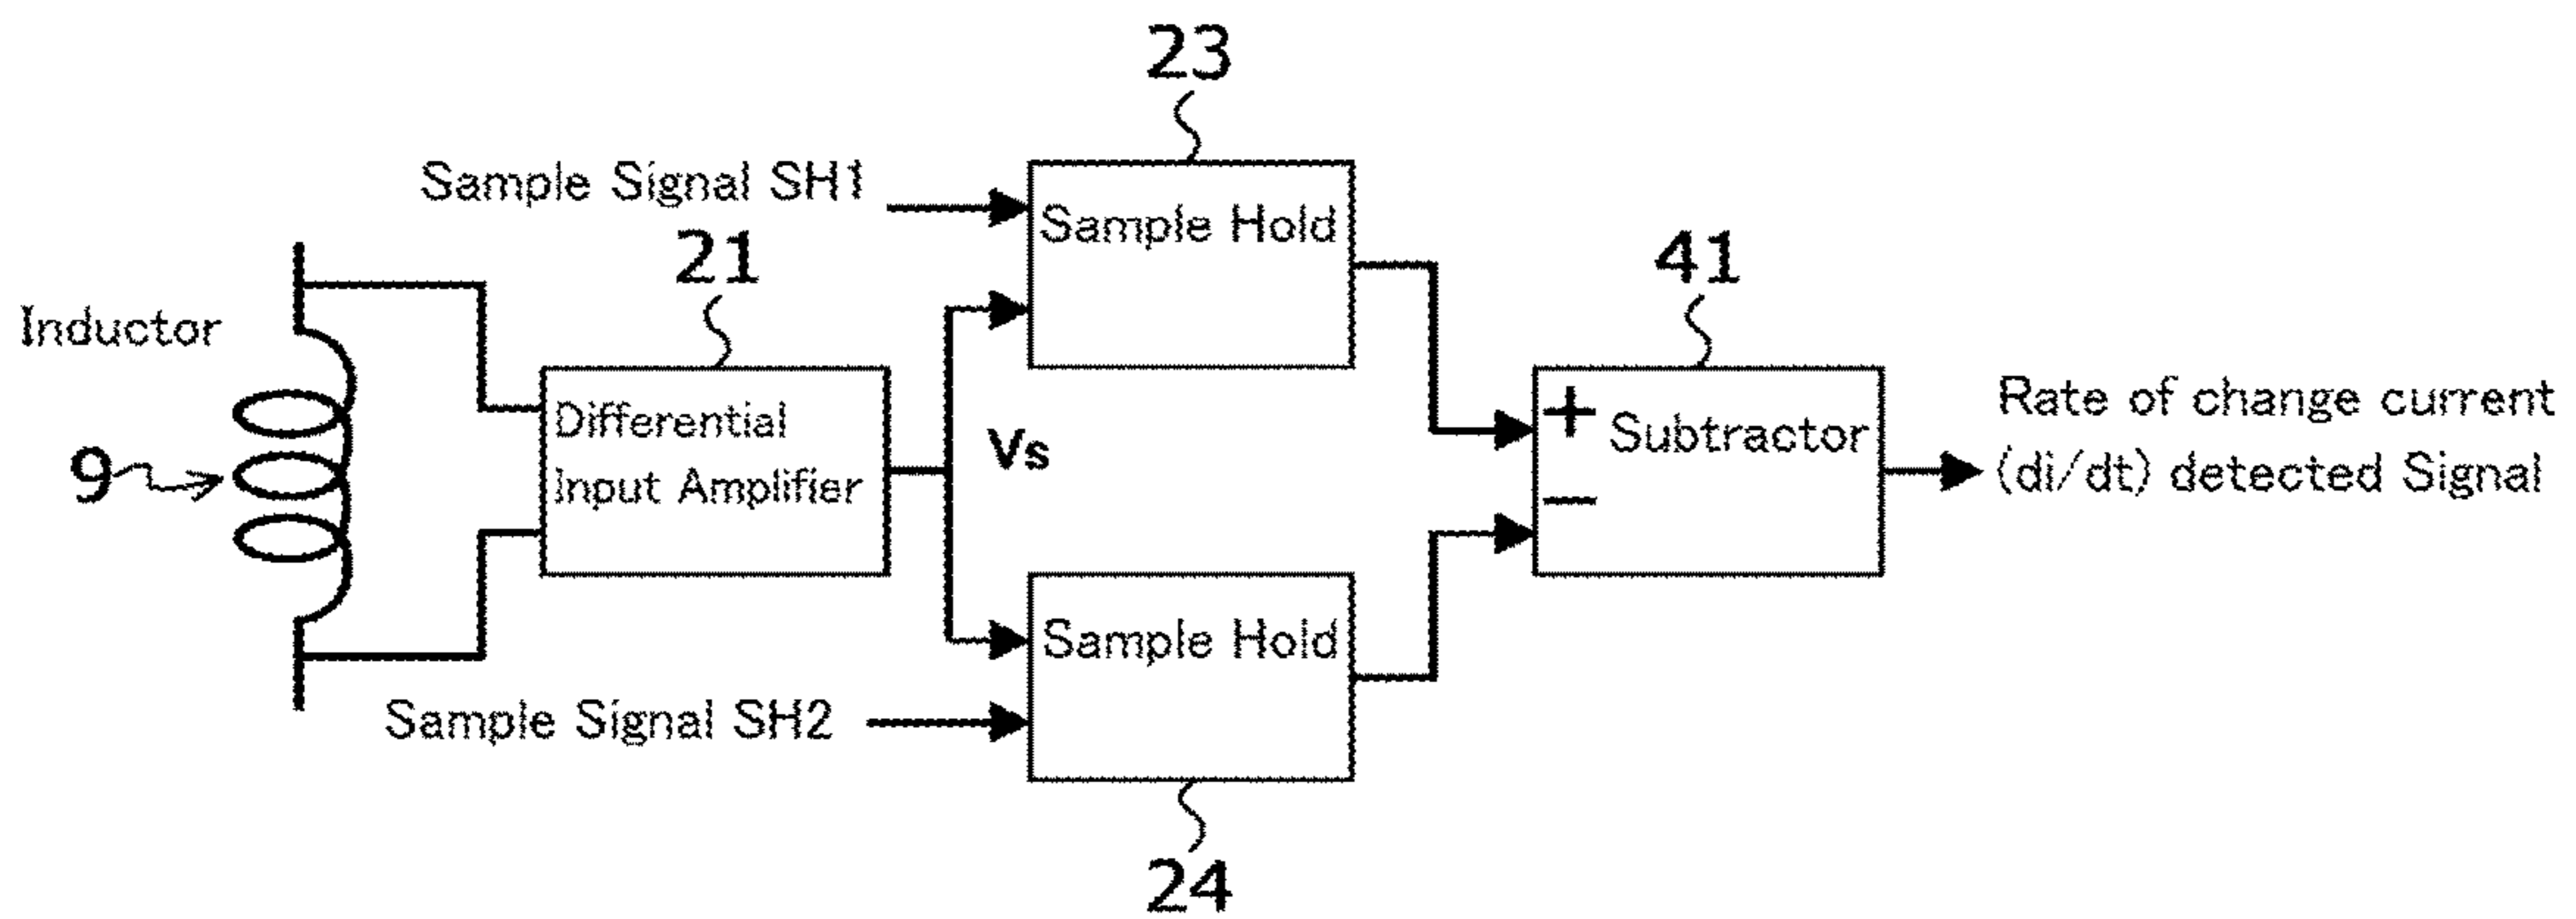 23
Sample Signal SH1
Sample Hold
21
41
Inductor
Differential
Input Amplifier
Vs
+
Subtractor
−
Rate of change current
(di/dt) detected Signal
9
Sample Hold
Sample Signal SH2
24